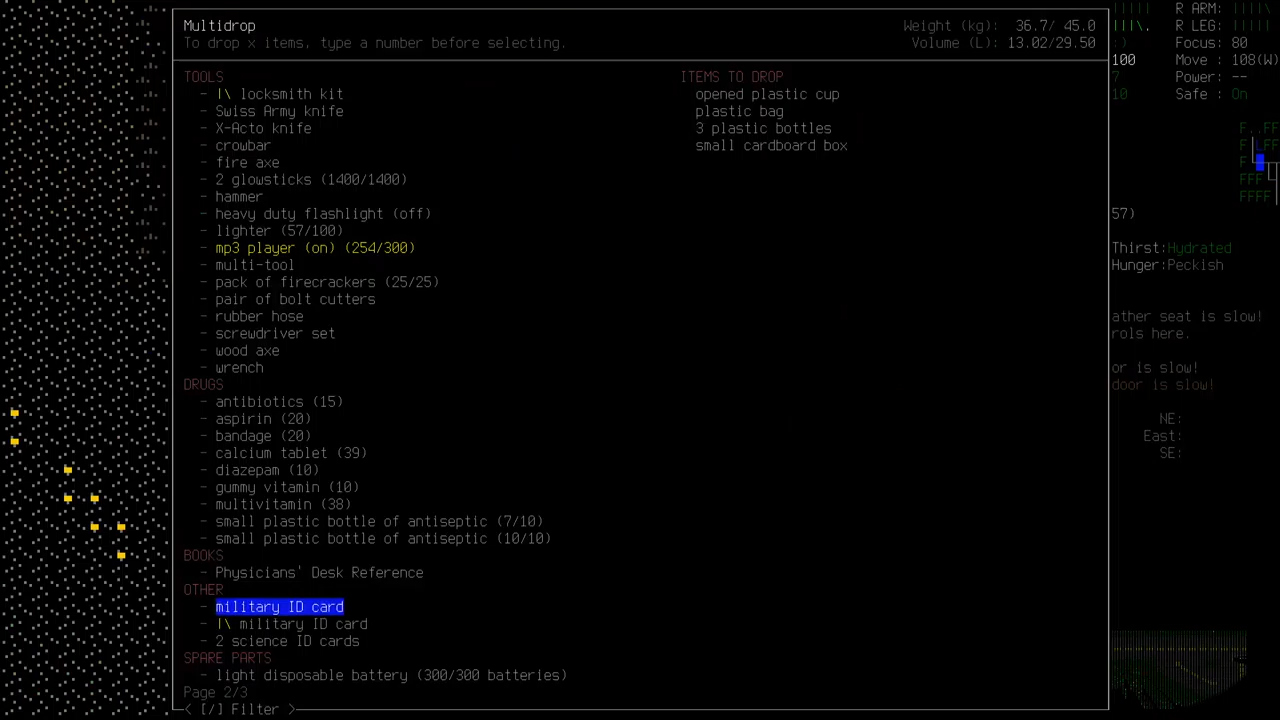 Multidrop
Weight (kg): 36.7/ 45.0
To drop x items, type a number before selecting.
Volume (L): 13.02/29.50
TOOLS
- |\ locksmith kit
- Swiss Army knife
- X-Acto knife
- crowbar
- fire axe
- 2 glowsticks (1400/1400)
- hammer
- heavy duty flashlight (off)
- lighter (57/100)
- mp3 player (on) (254/300)
- multi-tool
- pack of firecrackers (25/25)
- pair of bolt cutters
- rubber hose
- screwdriver set
- wood axe
- wrench
DRUGS
- antibiotics (15)
- aspirin (20)
- bandage (20)
- calcium tablet (39)
- diazepam (10)
- gummy vitamin (10)
- multivitamin (38)
- small plastic bottle of antiseptic (7/10)
- small plastic bottle of antiseptic (10/10)
BOOKS
- Physicians' Desk Reference
OTHER
- military ID card
- |\ military ID card
- 2 science ID cards
SPARE PARTS
- light disposable battery (300/300 batteries)
Page 2/3
< [/] Filter >
ITEMS TO DROP
opened plastic cup
plastic bag
3 plastic bottles
small cardboard box
R ARM: ||||\
|||\. R LEG: |||||
:) Focus: 80
100 Move : 108(W)
7 Power: --
10 Safe : On
F..FF
F LFF
F
FFF
FFFF
57)
Thirst:Hydrated
Hunger:Peckish
ather seat is slow!
rols here.
or is slow!
door is slow!
NE:
East:
SE: